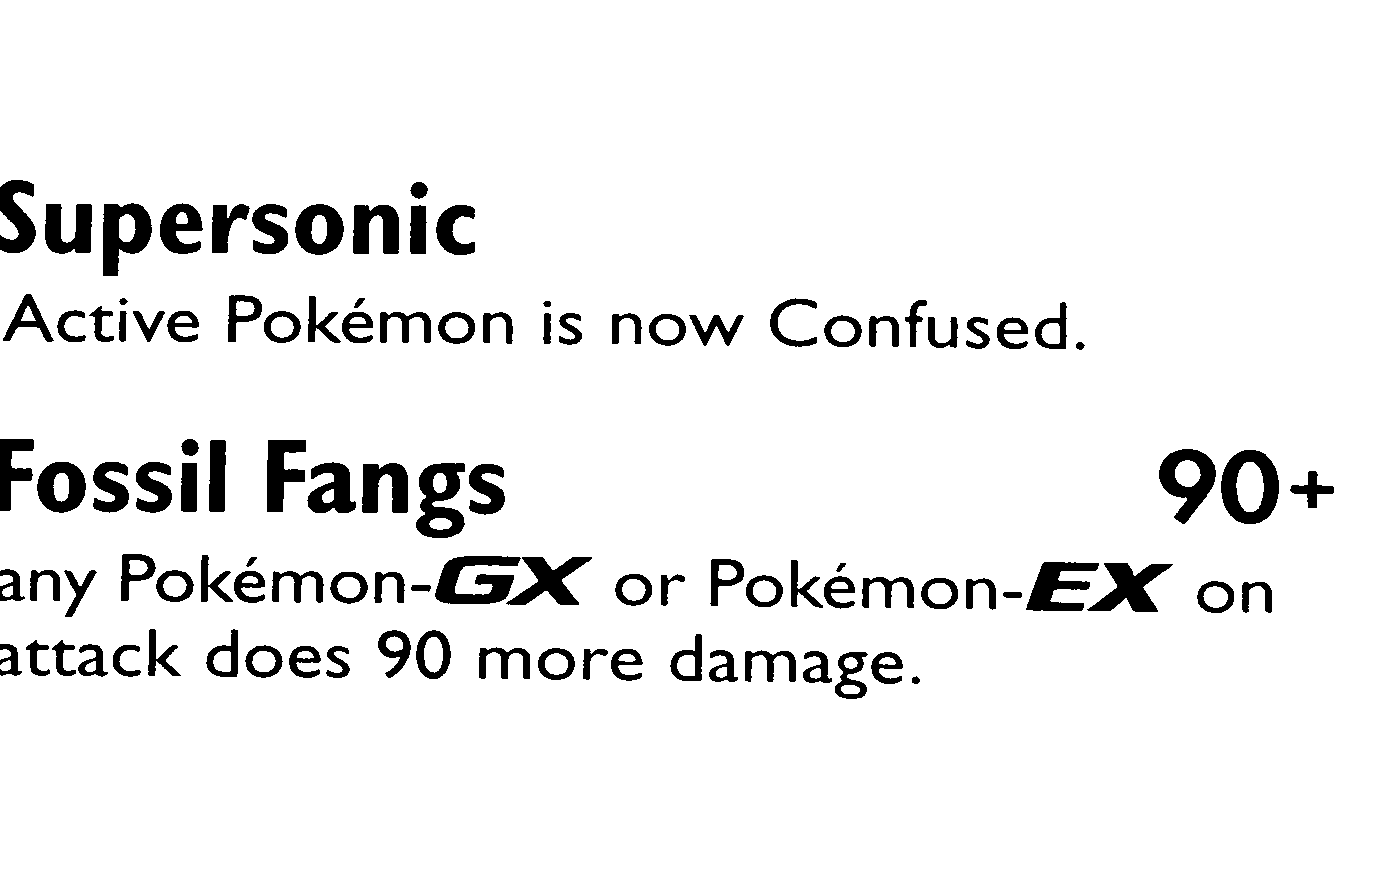 Supersonic
Active Pokémon is now Confused.
Fossil Fangs 90+
any Pokémon-GX or Pokémon-EX on
attack does 90 more damage.